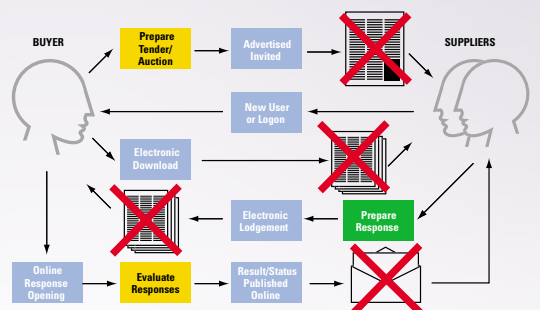 BUYER
Prepare
Tender/
Auction
Advertised
Invited
SUPPLIERS
New User
or Logon
Electronic
Download
Electronic
Lodgement
Prepare
Response
Online
Response
Opening
Evaluate
Responses
Result/Status
Published
Online